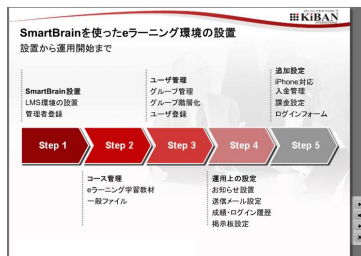 KiBAN
SmartBrainを使ったeラーニング環境の設置
設置から運用開始まで
SmartBrain設置
LMS環境の設置
管理者登録
ユーザ管理
グループ管理
グループ階層化
ユーザ登録
追加設定
iPhone対応
入金管理
課金設定
ログインフォーム
Step 1
Step 2
Step 3
Step 4
Step 5
コース管理
eラーニング学習教材
一般ファイル
運用上の設定
お知らせ設置
送信メール設定
成績・ログイン履歴
掲示板設定